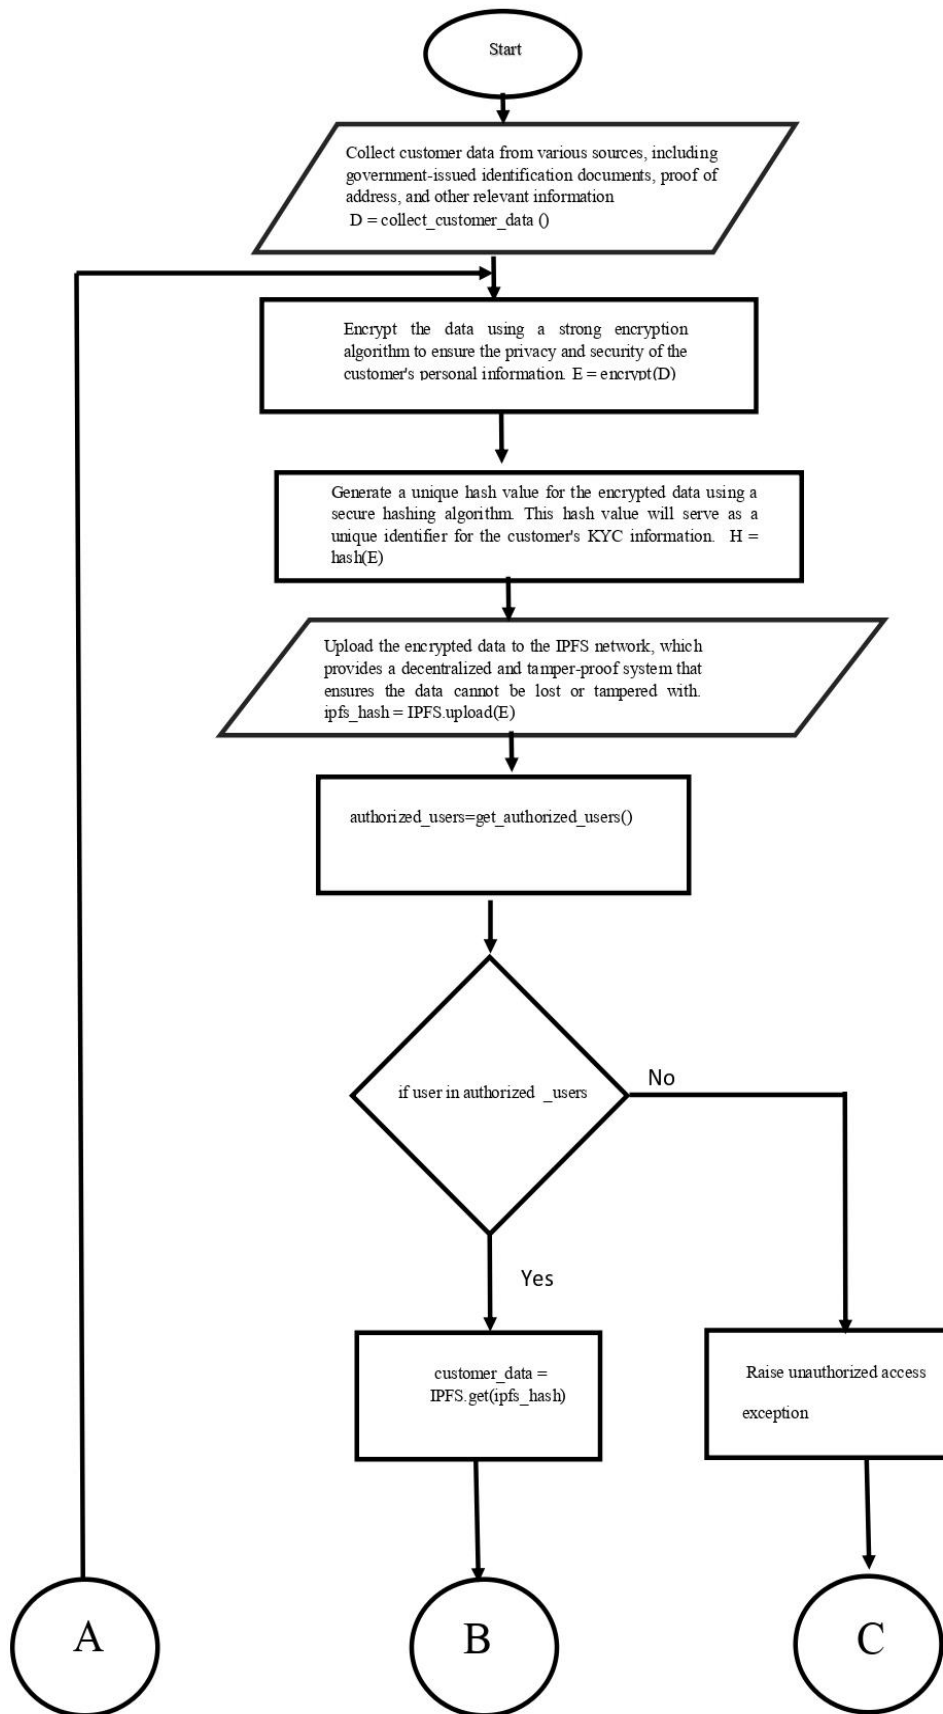 Start
Collect customer data from various sources, including
government-issued identification documents, proof of
address, and other relevant information
D = collect_customer_data ()
Encrypt the data using a strong encryption
algorithm to ensure the privacy and security of the
customer's personal information. E = encrypt(D)
Generate a unique hash value for the encrypted data using a
secure hashing algorithm. This hash value will serve as a
unique identifier for the customer's KYC information. H =
hash(E)
Upload the encrypted data to the IPFS network, which
provides a decentralized and tamper-proof system that
ensures the data cannot be lost or tampered with.
ipfs_hash = IPFS.upload(E)
authorized_users=get_authorized_users()
if user in authorized _users
No
Yes
customer_data =
IPFS.get(ipfs_hash)
Raise unauthorized access
exception
A
B
C